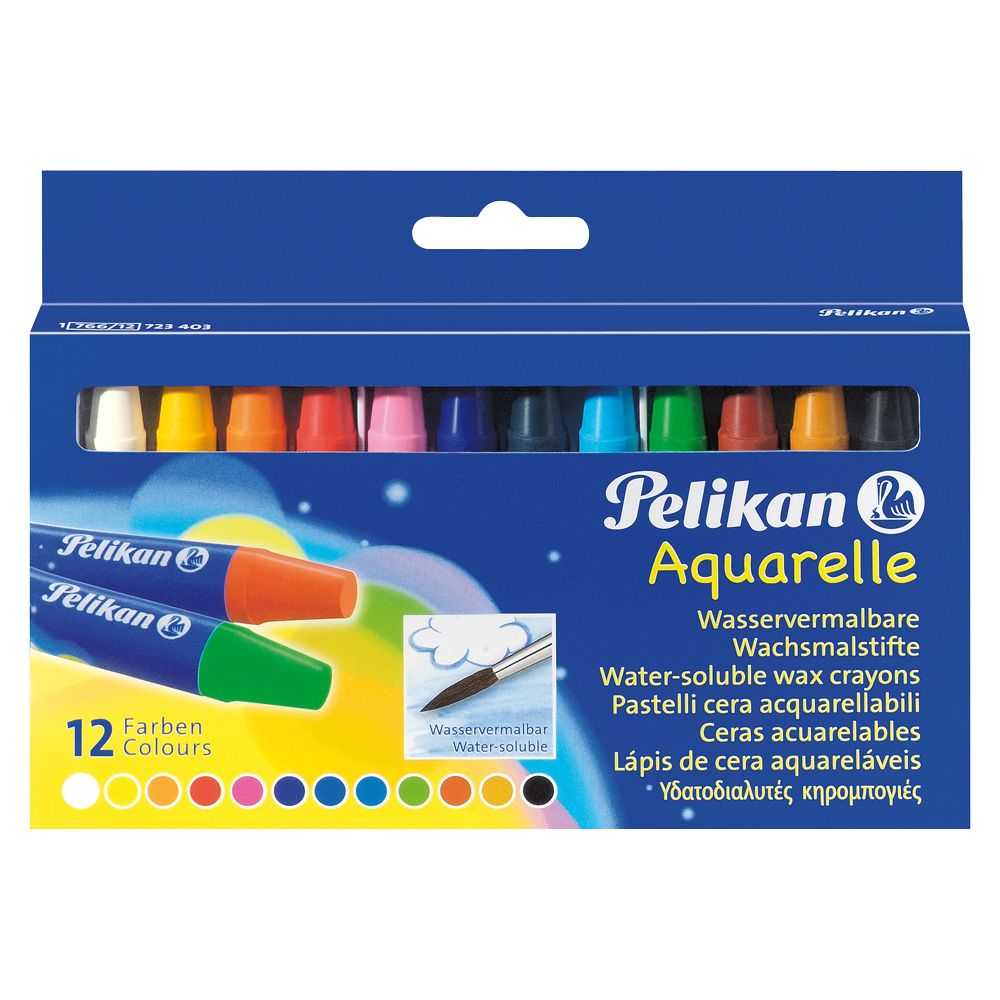 1 766/12 723 403
Pelikan
Pelikan
Aquarelle
Wasservermalbare
Wachsmalstifte
Water-soluble wax crayons
Pastelli cera acquarellabili
Ceras acuarelables
Lápis de cera aquareláveis
Υδατοδιαλυτές κηρομπογιές
Pelikan
Pelikan
Wasservermalbar
Water-soluble
12 Farben
Colours